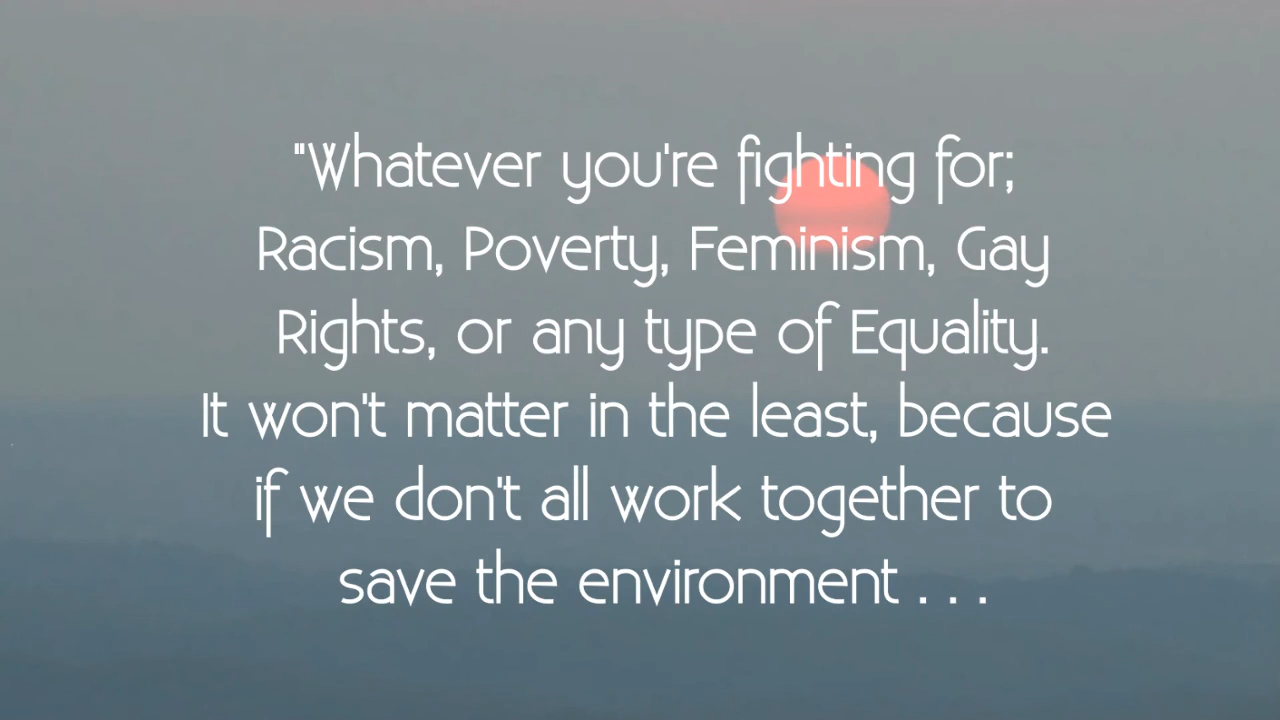 "Whatever you're fighting for;
Racism, Poverty, Feminism, Gay
Rights, or any type of Equality.
It won't matter in the least, because
if we don't all work together to
save the environment . . .